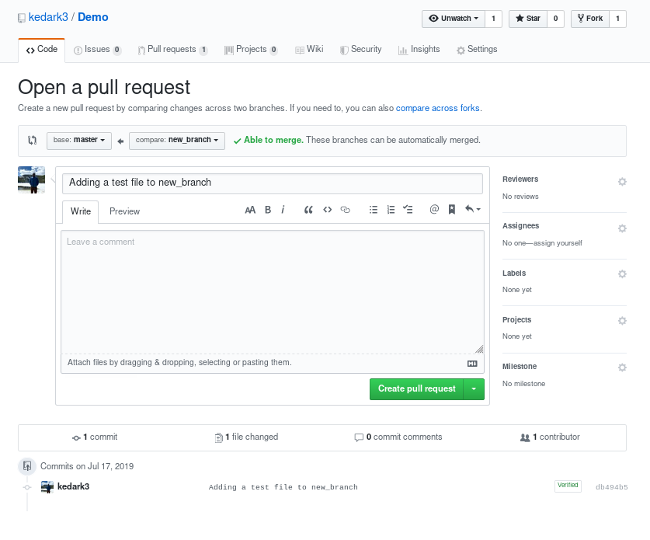 kedark3 / Demo
Unwatch 1 Star 0 Fork 1
Code Issues 0 Pull requests 1 Projects 0 Wiki Security Insights Settings
Open a pull request
Create a new pull request by comparing changes across two branches. If you need to, you can also compare across forks.
base: master compare: new_branch Able to merge. These branches can be automatically merged.
Adding a test file to new_branch
Write Preview
AA B i
Leave a comment
Attach files by dragging & dropping, selecting or pasting them.
Create pull request
Reviewers
No reviews
Assignees
No one—assign yourself
Labels
None yet
Projects
None yet
Milestone
No milestone
1 commit 1 file changed 0 commit comments 1 contributor
Commits on Jul 17, 2019
kedark3 Adding a test file to new_branch Verified db494b5